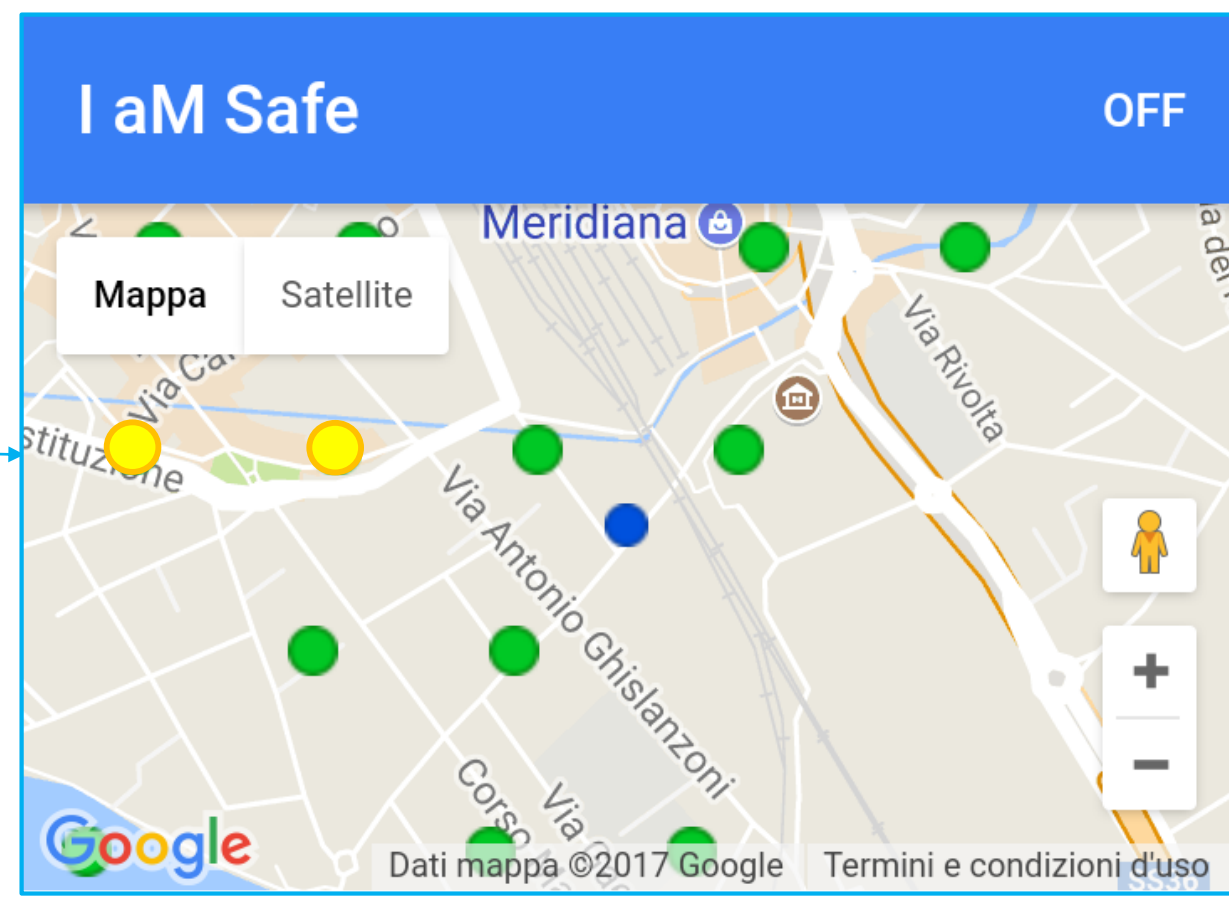 I aM Safe
OFF
Meridiana
Mappa
Satellite
Via Rivolta
Via Antonio Ghislanzoni
Corso
Via
Google
Dati mappa ©2017 Google
Termini e condizioni d'uso
SS36